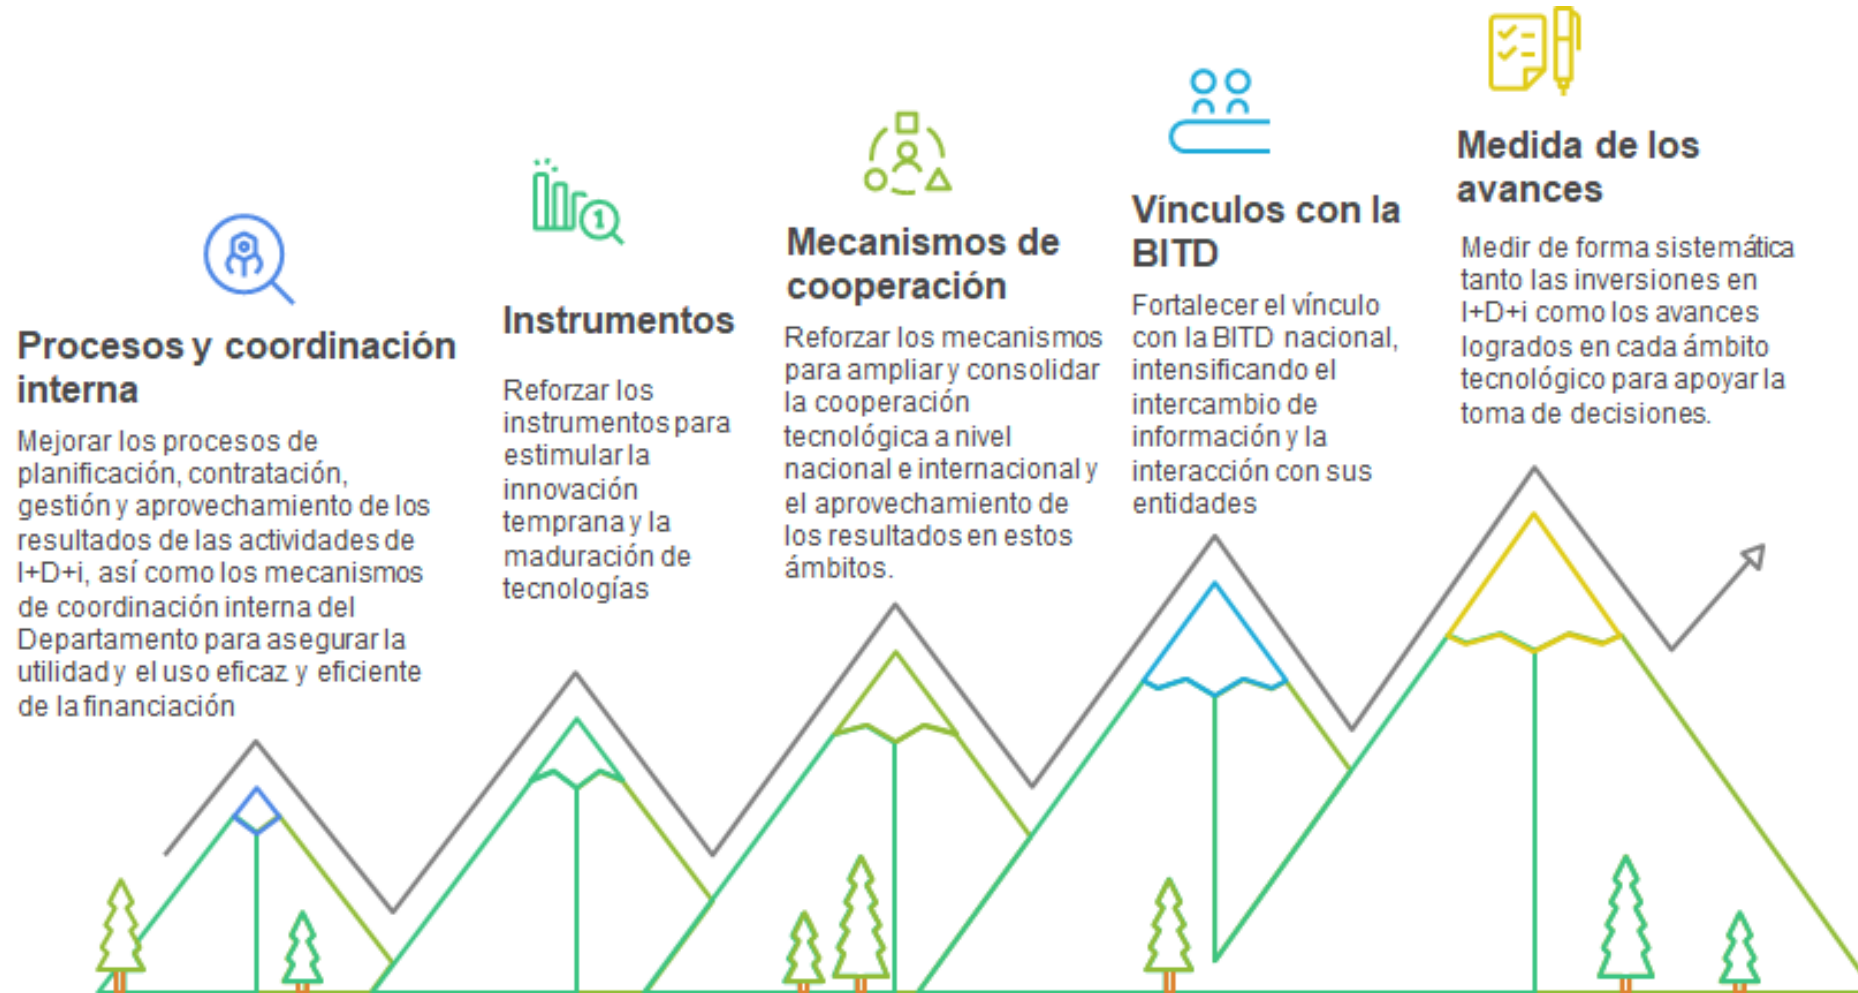 Procesos y coordinación
interna
Mejorar los procesos de
planificación, contratación,
gestión y aprovechamiento de los
resultados de las actividades de
I+D+i, así como los mecanismos
de coordinación interna del
Departamento para asegurar la
utilidad y el uso eficaz y eficiente
de la financiación
1
Instrumentos
Reforzar los
instrumentos para
estimular la
innovación
temprana y la
maduración de
tecnologías
Mecanismos de
cooperación
Reforzar los mecanismos
para ampliar y consolidar
la cooperación
tecnológica a nivel
nacional e internacional y
el aprovechamiento de
los resultados en estos
ámbitos.
Vínculos con la
BITD
Fortalecer el vínculo
con la BITD nacional,
intensificando el
intercambio de
información y la
interacción con sus
entidades
Medida de los
avances
Medir de forma sistemática
tanto las inversiones en
I+D+i como los avances
logrados en cada ámbito
tecnológico para apoyar la
toma de decisiones.